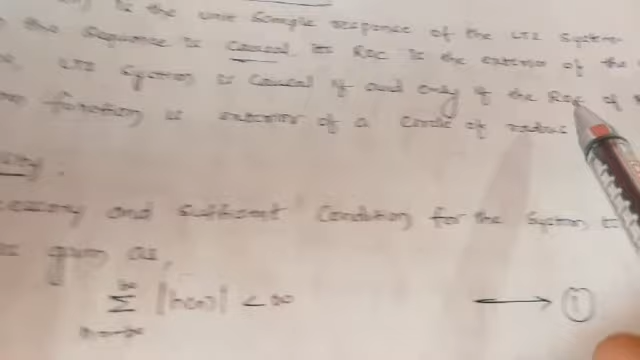 is the unit sample response of the LTI System
the sequence is causal its ROC is the exterior of the
LTI System is Causal if and only if the ROC of
function is exterior of a circle of radius
and Sufficient Condition for the System to
given as,
∑ |h(n)| < ∞ ⟷ ①
n=-∞